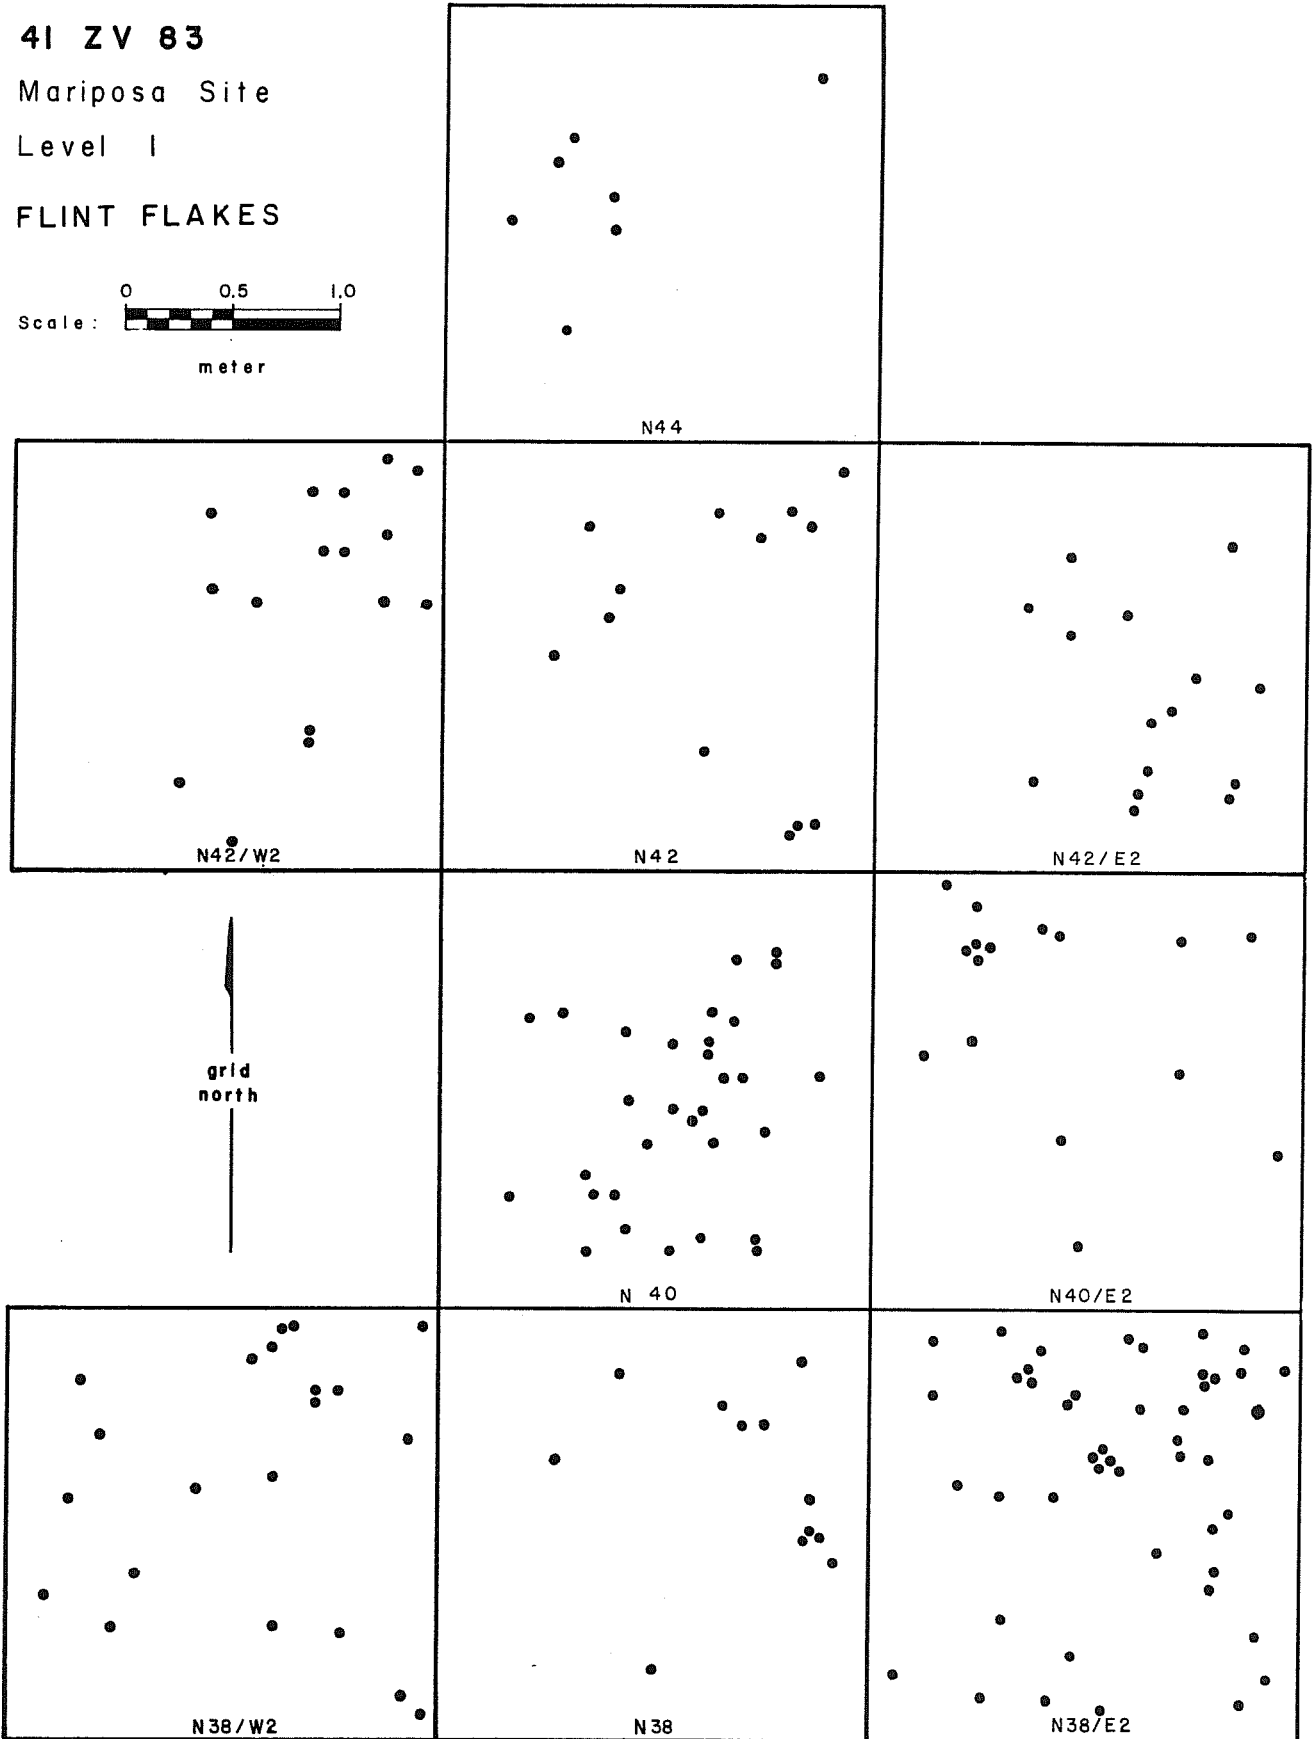 41 ZV 83
Mariposa Site
Level 1
FLINT FLAKES
0 0.5 1.0
Scale:
meter
N44
N42/W2
N42
N42/E2
grid
north
N 40
N40/E2
N38/W2
N38
N38/E2